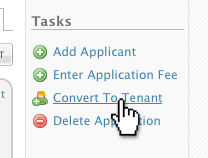 Tasks
Add Applicant
Enter Application Fee
Convert To Tenant
Delete Application